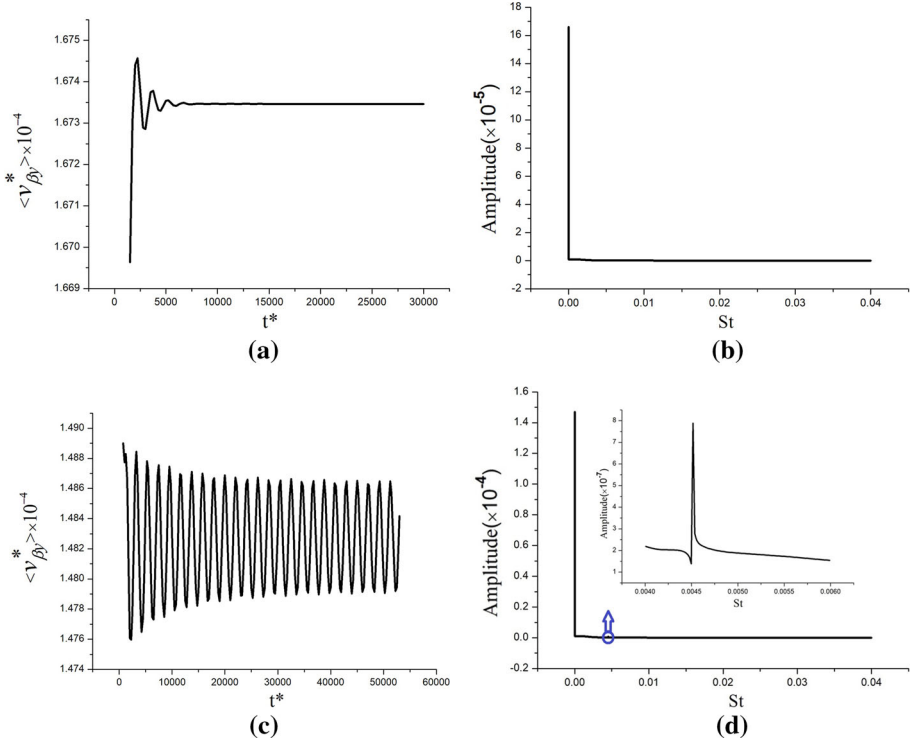 1.675
1.674
1.673
1.672
1.671
1.670
1.669
<v*βy>×10⁻⁴
0 5000 10000 15000 20000 25000 30000
t*
(a)
18
16
14
12
10
8
6
4
2
0
-2
Amplitude(×10⁻⁵)
0.00 0.01 0.02 0.03 0.04
St
(b)
1.490
1.488
1.486
1.484
1.482
1.480
1.478
1.476
1.474
<v*βy>×10⁻⁴
0 10000 20000 30000 40000 50000 60000
t*
(c)
1.6
1.4
1.2
1.0
0.8
0.6
0.4
0.2
0.0
-0.2
Amplitude(×10⁻⁴)
8
7
6
5
4
3
2
1
Amplitude(×10⁻⁷)
0.0040 0.0045 0.0050 0.0055 0.0060
St
0.00 0.01 0.02 0.03 0.04
St
(d)